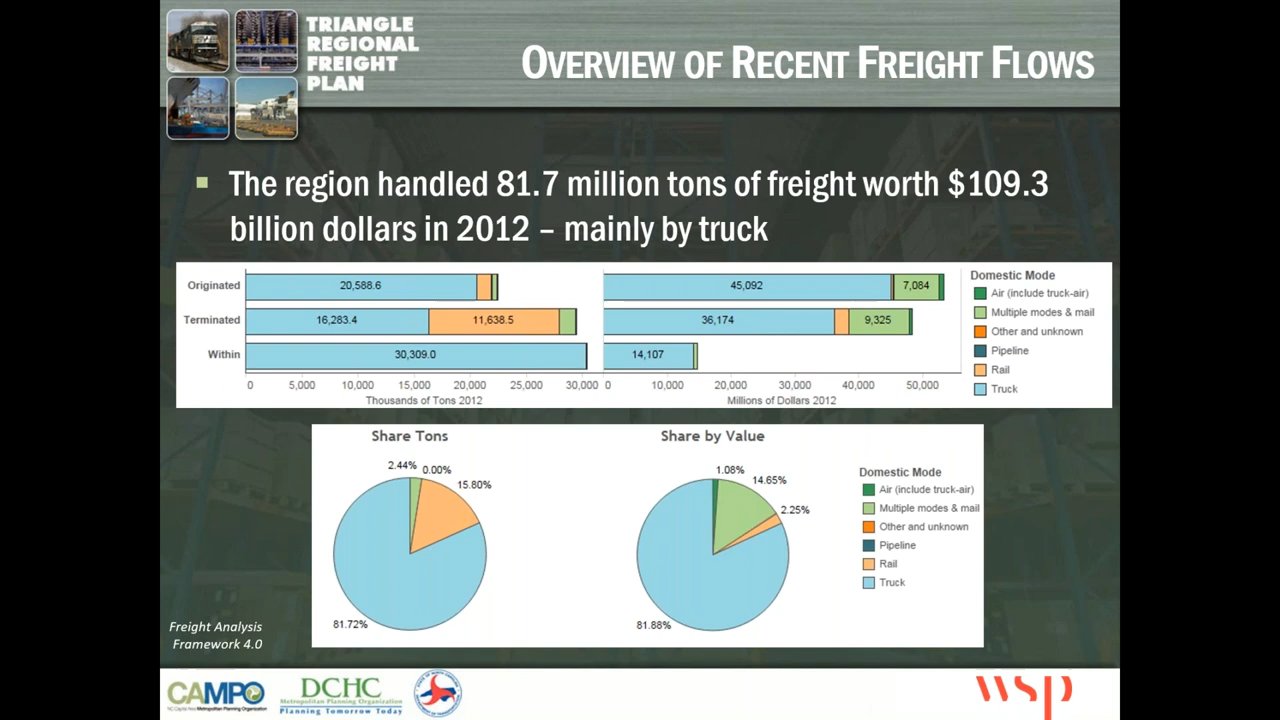 TRIANGLE
REGIONAL
FREIGHT
PLAN
OVERVIEW OF RECENT FREIGHT FLOWS
The region handled 81.7 million tons of freight worth $109.3
billion dollars in 2012 – mainly by truck
Originated 20,588.6 45,092 7,084
Terminated 16,283.4 11,638.5 36,174 9,325
Within 30,309.0 14,107
0 5,000 10,000 15,000 20,000 25,000 30,000 0 10,000 20,000 30,000 40,000 50,000
Thousands of Tons 2012 Millions of Dollars 2012
Domestic Mode
Air (include truck-air)
Multiple modes & mail
Other and unknown
Pipeline
Rail
Truck
Share Tons
2.44% 0.00%
15.80%
81.72%
Share by Value
1.08%
14.65%
2.25%
81.88%
Domestic Mode
Air (include truck-air)
Multiple modes & mail
Other and unknown
Pipeline
Rail
Truck
Freight Analysis
Framework 4.0
CAMPO
NC Capital Area Metropolitan Planning Organization
DCHC
Metropolitan Planning Organization
Planning Tomorrow Today
wsp